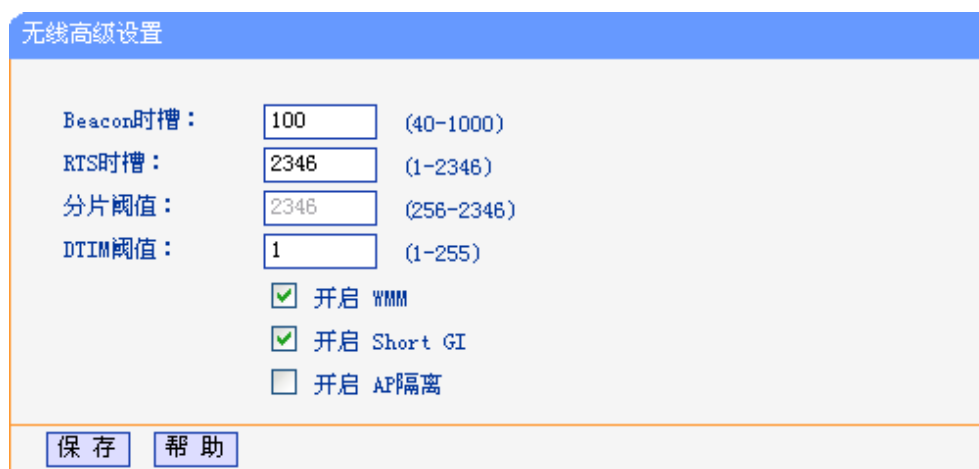 无线高级设置
Beacon时槽： 100 (40-1000)
RTS时槽： 2346 (1-2346)
分片阈值： 2346 (256-2346)
DTIM阈值： 1 (1-255)
开启 WMM
开启 Short GI
开启 AP隔离
保 存 帮 助